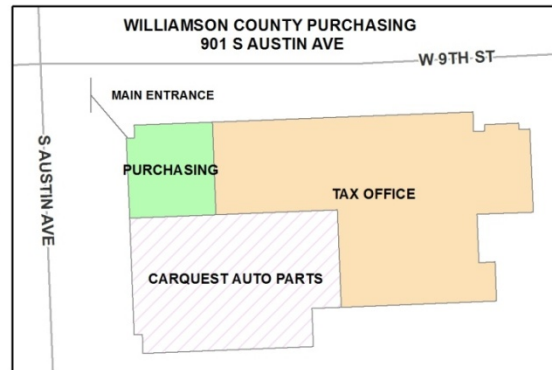 WILLIAMSON COUNTY PURCHASING
901 S AUSTIN AVE
W 9TH ST
MAIN ENTRANCE
S AUSTIN AVE
PURCHASING
TAX OFFICE
CARQUEST AUTO PARTS